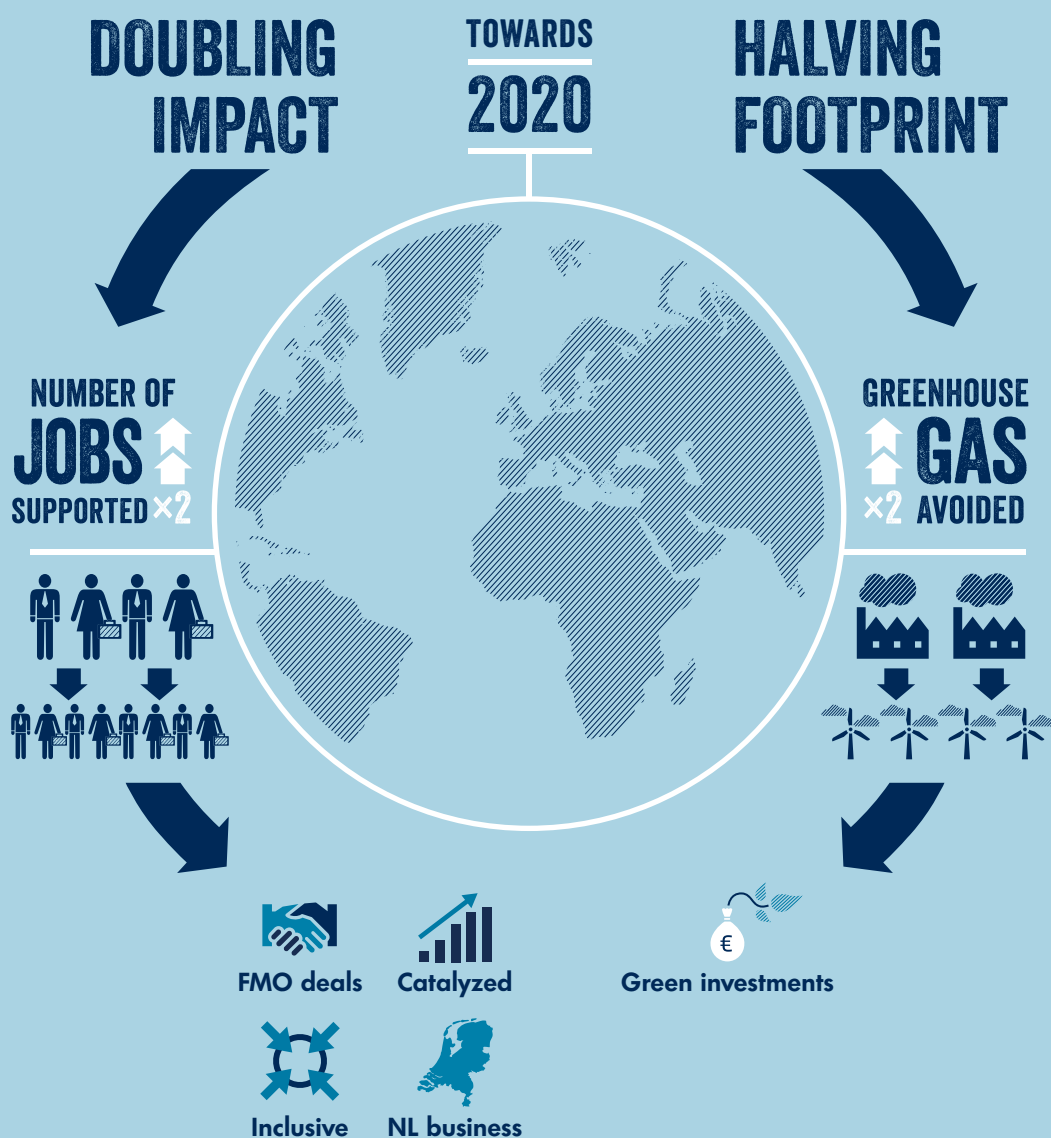 DOUBLING
IMPACT
TOWARDS
2020
HALVING
FOOTPRINT
NUMBER OF
JOBS
SUPPORTED ×2
GREENHOUSE
GAS
×2 AVOIDED
FMO deals
Catalyzed
€
Green investments
Inclusive
NL business